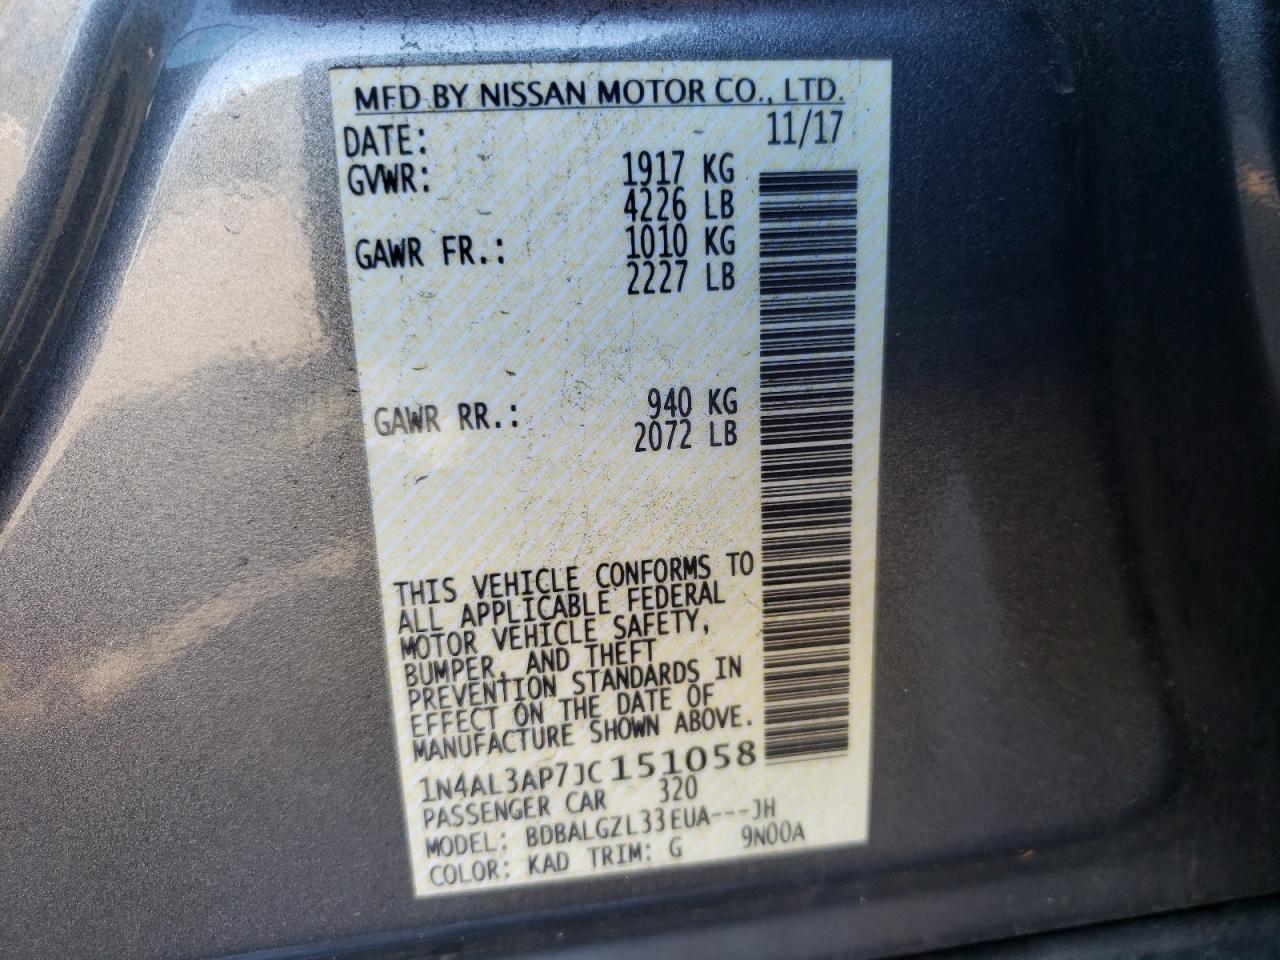 MFD BY NISSAN MOTOR CO., LTD.
DATE: 11/17
GVWR: 1917 KG
4226 LB
GAWR FR.: 1010 KG
2227 LB
GAWR RR.: 940 KG
2072 LB
THIS VEHICLE CONFORMS TO
ALL APPLICABLE FEDERAL
MOTOR VEHICLE SAFETY,
BUMPER, AND THEFT
PREVENTION STANDARDS IN
EFFECT ON THE DATE OF
MANUFACTURE SHOWN ABOVE.
1N4AL3AP7JC151058
PASSENGER CAR 320
MODEL: BDBALGZL33EUA---JH
COLOR: KAD TRIM: G 9N00A